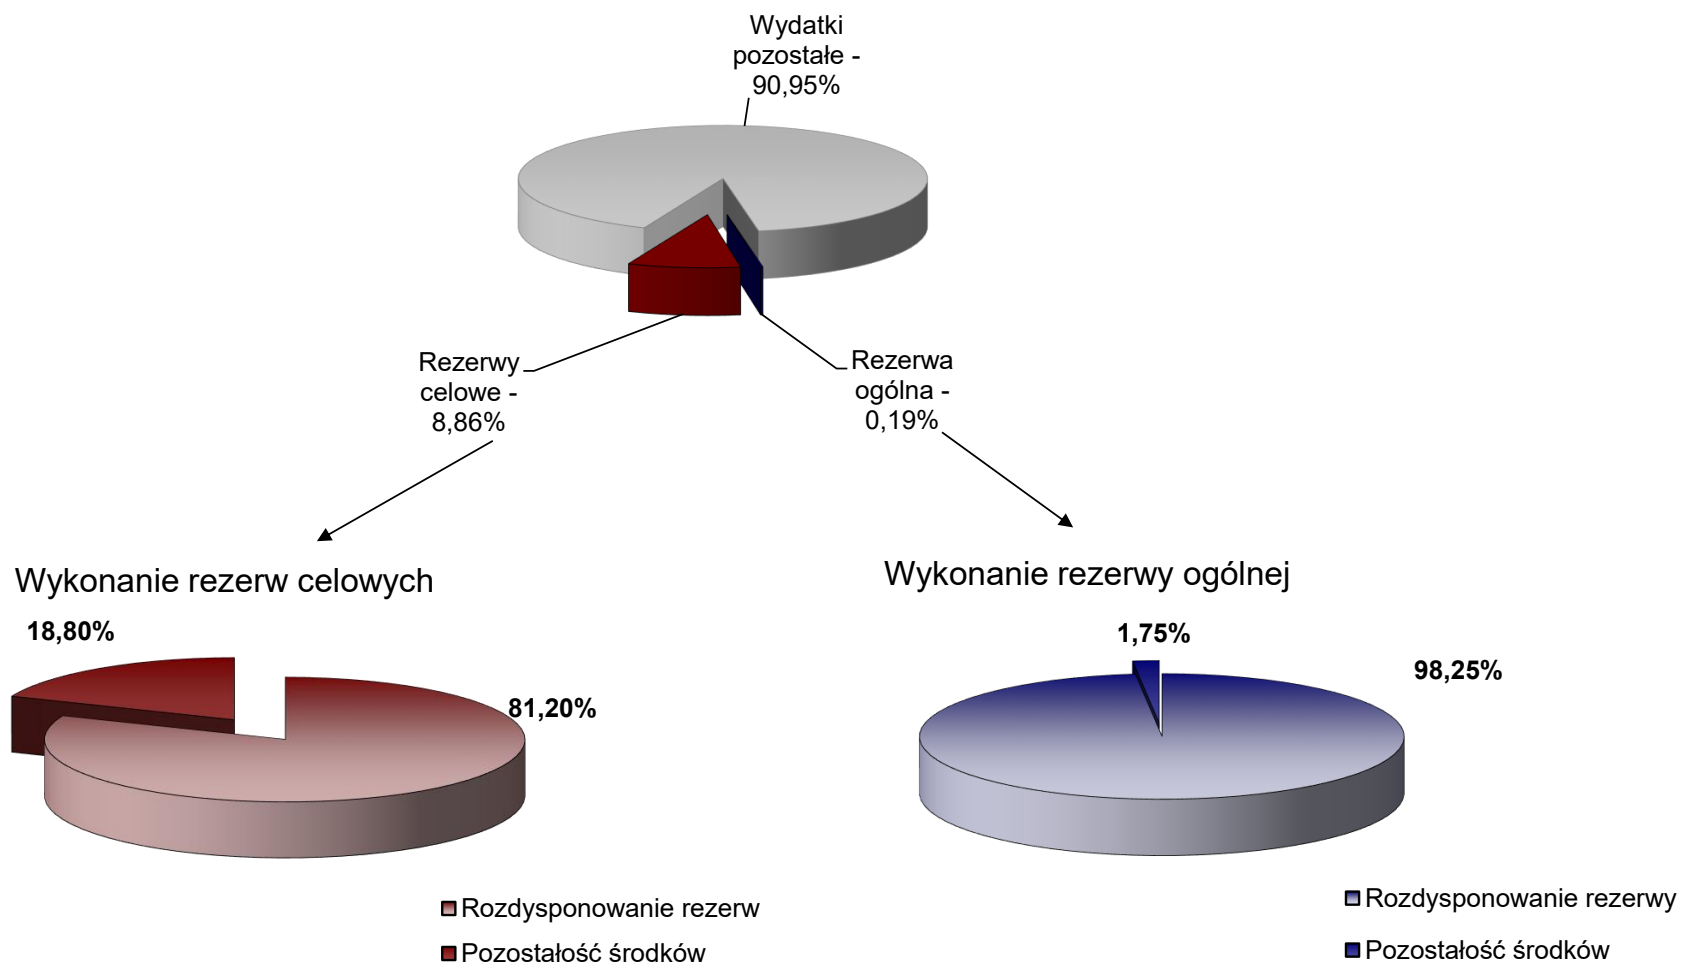 Wydatki
pozostałe -
90,95%
Rezerwy
celowe -
8,86%
Rezerwa
ogólna -
0,19%
Wykonanie rezerw celowych
18,80%
81,20%
Rozdysponowanie rezerw
Pozostałość środków
Wykonanie rezerwy ogólnej
1,75%
98,25%
Rozdysponowanie rezerwy
Pozostałość środków